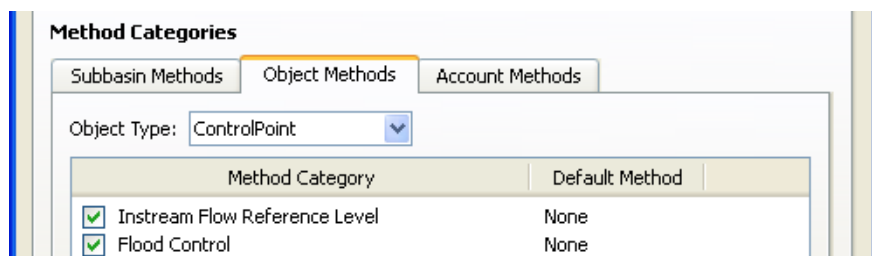 Method Categories
Subbasin Methods Object Methods Account Methods
Object Type: ControlPoint
Method Category Default Method
Instream Flow Reference Level None
Flood Control None